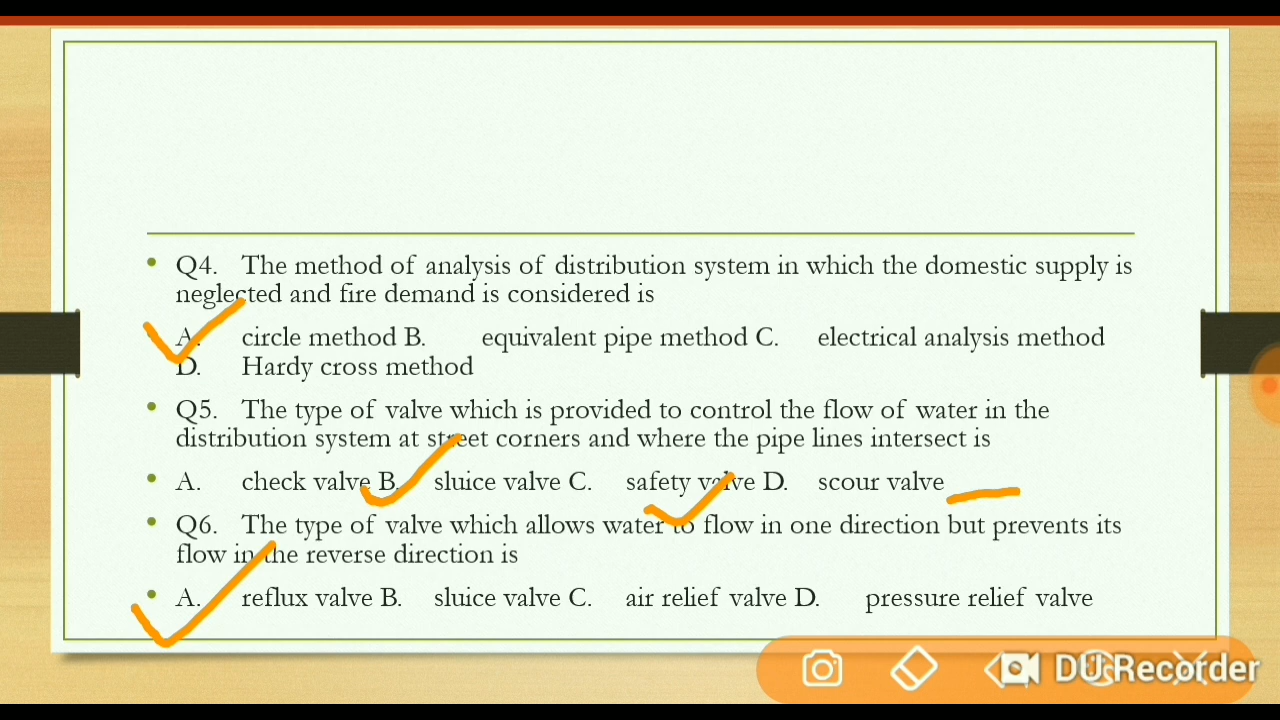 Q4. The method of analysis of distribution system in which the domestic supply is
neglected and fire demand is considered is
A. circle method B. equivalent pipe method C. electrical analysis method
D. Hardy cross method
Q5. The type of valve which is provided to control the flow of water in the
distribution system at street corners and where the pipe lines intersect is
A. check valve B. sluice valve C. safety valve D. scour valve
Q6. The type of valve which allows water to flow in one direction but prevents its
flow in the reverse direction is
A. reflux valve B. sluice valve C. air relief valve D. pressure relief valve
DU Recorder